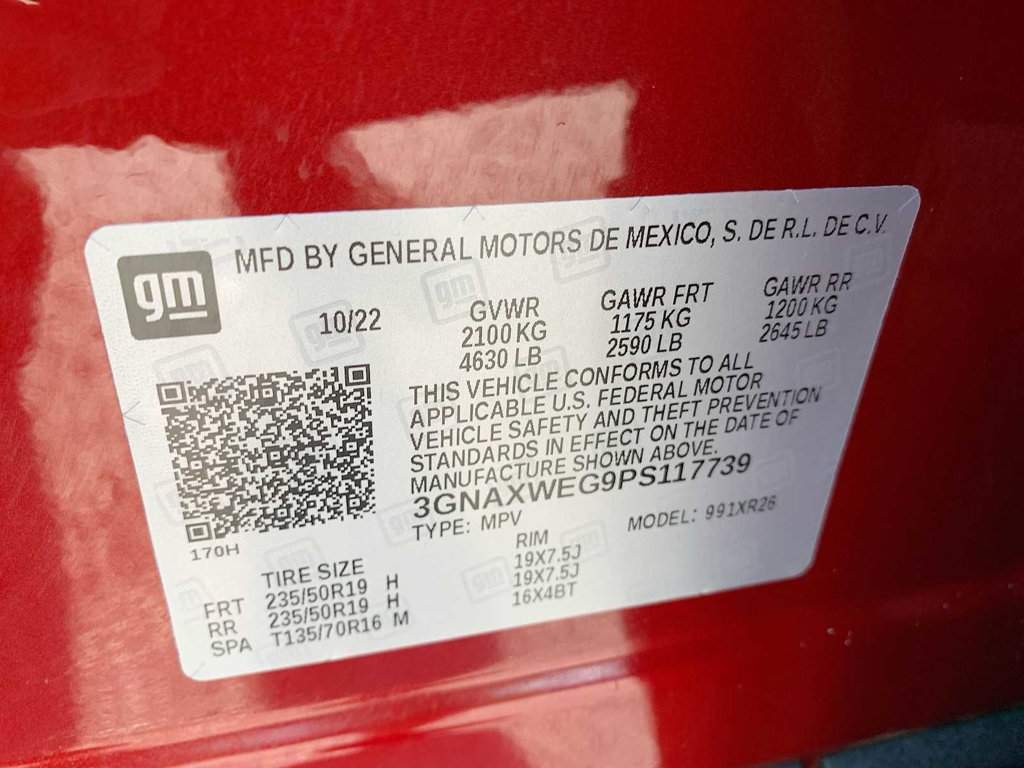 gm
MFD BY GENERAL MOTORS DE MEXICO, S. DE R.L. DE C.V.
10/22
GVWR
2100 KG
4630 LB
GAWR FRT
1175 KG
2590 LB
GAWR RR
1200 KG
2645 LB
THIS VEHICLE CONFORMS TO ALL
APPLICABLE U.S. FEDERAL MOTOR
VEHICLE SAFETY AND THEFT PREVENTION
STANDARDS IN EFFECT ON THE DATE OF
MANUFACTURE SHOWN ABOVE.
3GNAXWEG9PS117739
TYPE: MPV
MODEL: 991XR26
170H
TIRE SIZE
RIM
FRT 235/50R19 H 19X7.5J
RR 235/50R19 H 19X7.5J
SPA T135/70R16 M 16X4BT